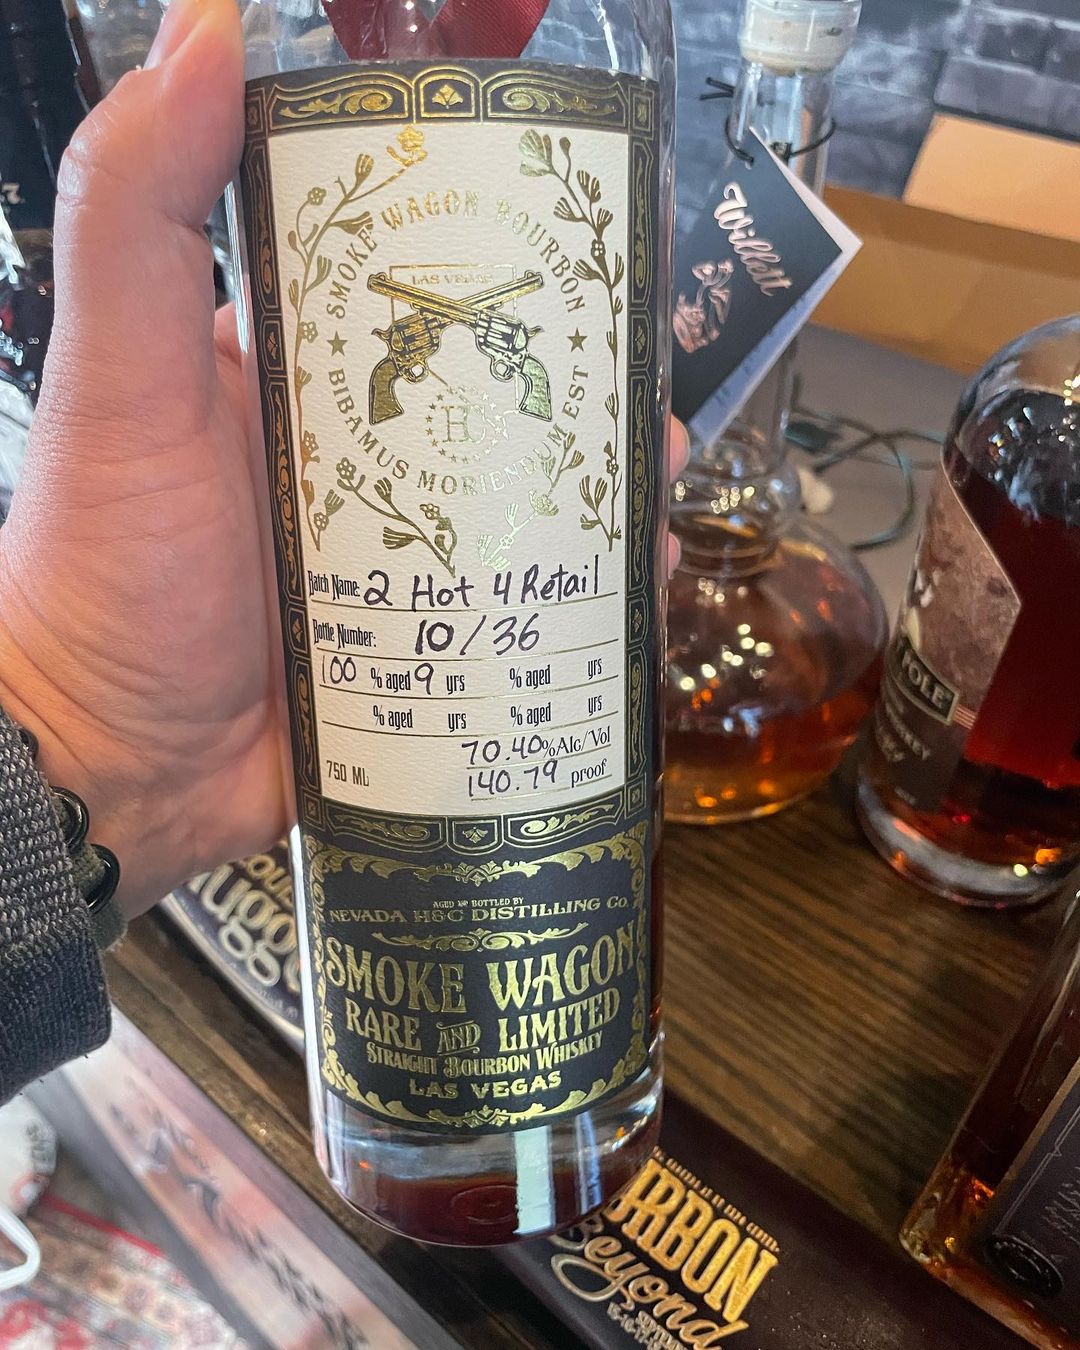 SMOKE WAGON BOURBON
LAS VEGAS
BIBAMUS MORIENDUM EST
HC
Batch Name: 2 Hot 4 Retail
Bottle Number: 10/36
100 % aged 9 yrs % aged yrs
% aged yrs % aged yrs
70.40% Alc/Vol
750 ML 140.79 proof
AGED AND BOTTLED BY
NEVADA H&C DISTILLING CO.
SMOKE WAGON
RARE AND LIMITED
STRAIGHT BOURBON WHISKEY
LAS VEGAS
Willett
Beyond